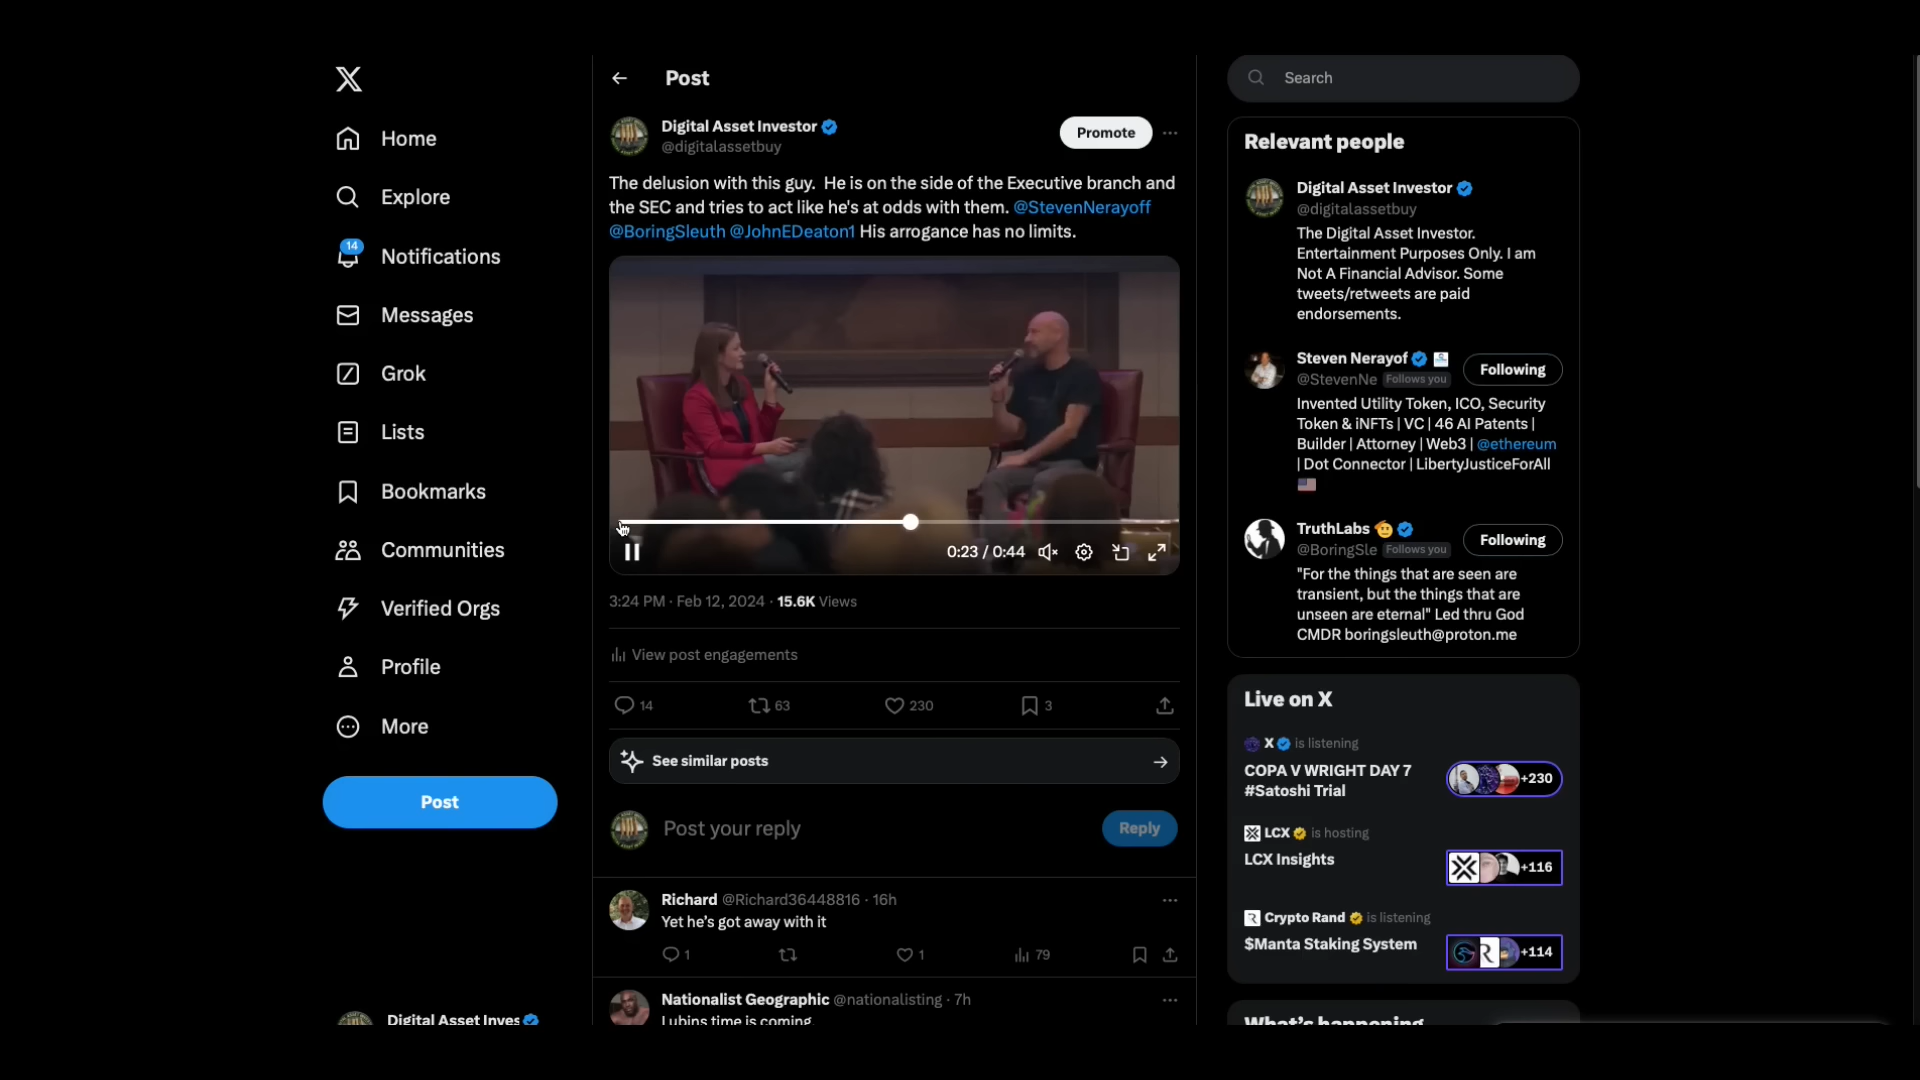 Home
Explore
14
Notifications
Messages
Grok
Lists
Bookmarks
Communities
Verified Orgs
Profile
More
Post
Digital Asset Inves
Post
Digital Asset Investor
@digitalassetbuy
Promote
The delusion with this guy.  He is on the side of the Executive branch and
the SEC and tries to act like he's at odds with them. @StevenNerayoff
@BoringSleuth @JohnEDeaton1 His arrogance has no limits.
0:23 / 0:44
3:24 PM · Feb 12, 2024 · 15.6K Views
View post engagements
14 63 230 3
See similar posts
Post your reply
Reply
Richard @Richard36448816 · 16h
Yet he's got away with it
1 1 79
Nationalist Geographic @nationalisting · 7h
Lubins time is coming.
Search
Relevant people
Digital Asset Investor
@digitalassetbuy
The Digital Asset Investor.
Entertainment Purposes Only. I am
Not A Financial Advisor. Some
tweets/retweets are paid
endorsements.
Steven Nerayof
@StevenNe Follows you
Following
Invented Utility Token, ICO, Security
Token & iNFTs | VC | 46 AI Patents |
Builder | Attorney | Web3 | @ethereum
| Dot Connector | LibertyJusticeForAll
TruthLabs
@BoringSle Follows you
Following
"For the things that are seen are
transient, but the things that are
unseen are eternal" Led thru God
CMDR boringsleuth@proton.me
Live on X
X is listening
COPA V WRIGHT DAY 7
#Satoshi Trial
+230
LCX is hosting
LCX Insights
+116
Crypto Rand is listening
$Manta Staking System
+114
What's happening